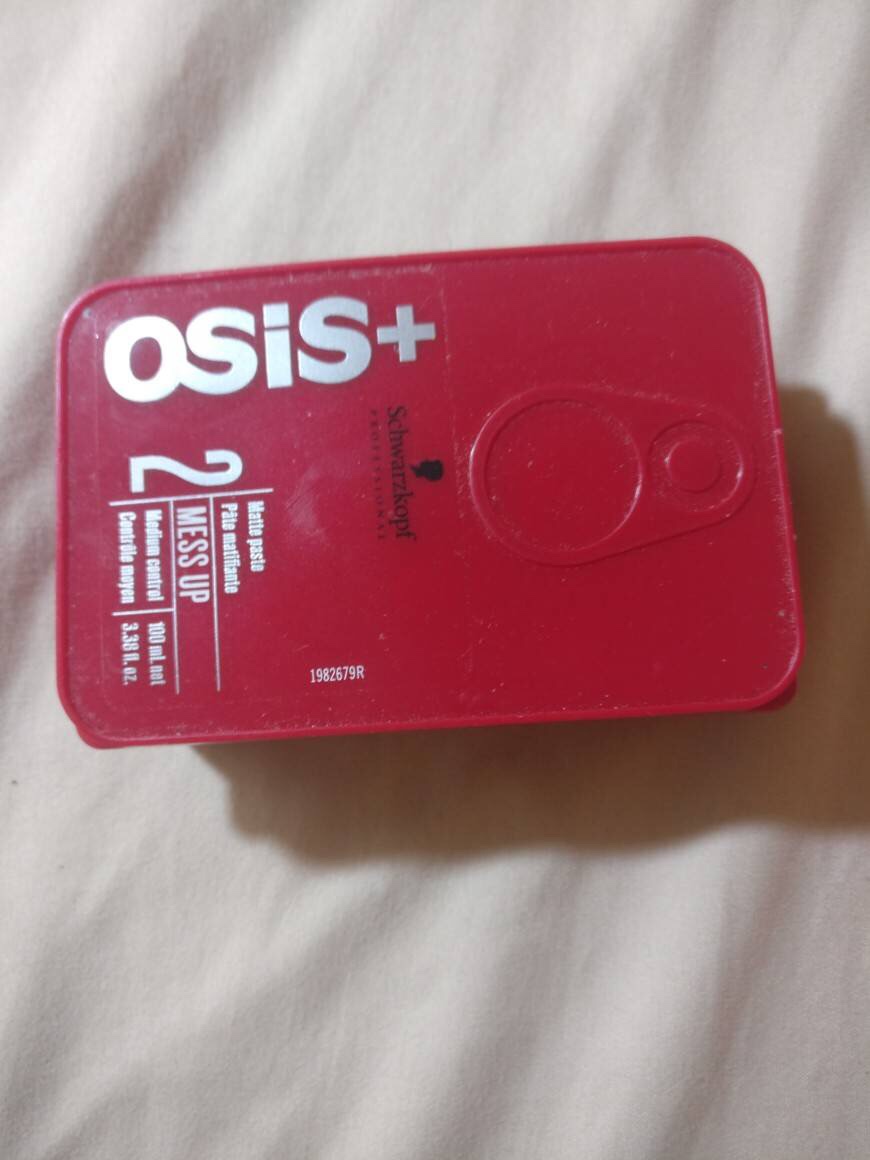 OSiS+
Schwarzkopf
PROFESSIONAL
2
Matte paste
Pâte matifiante
MESS UP
Medium control
Contrôle moyen
100 mL net
3.38 fl. oz.
1982679R